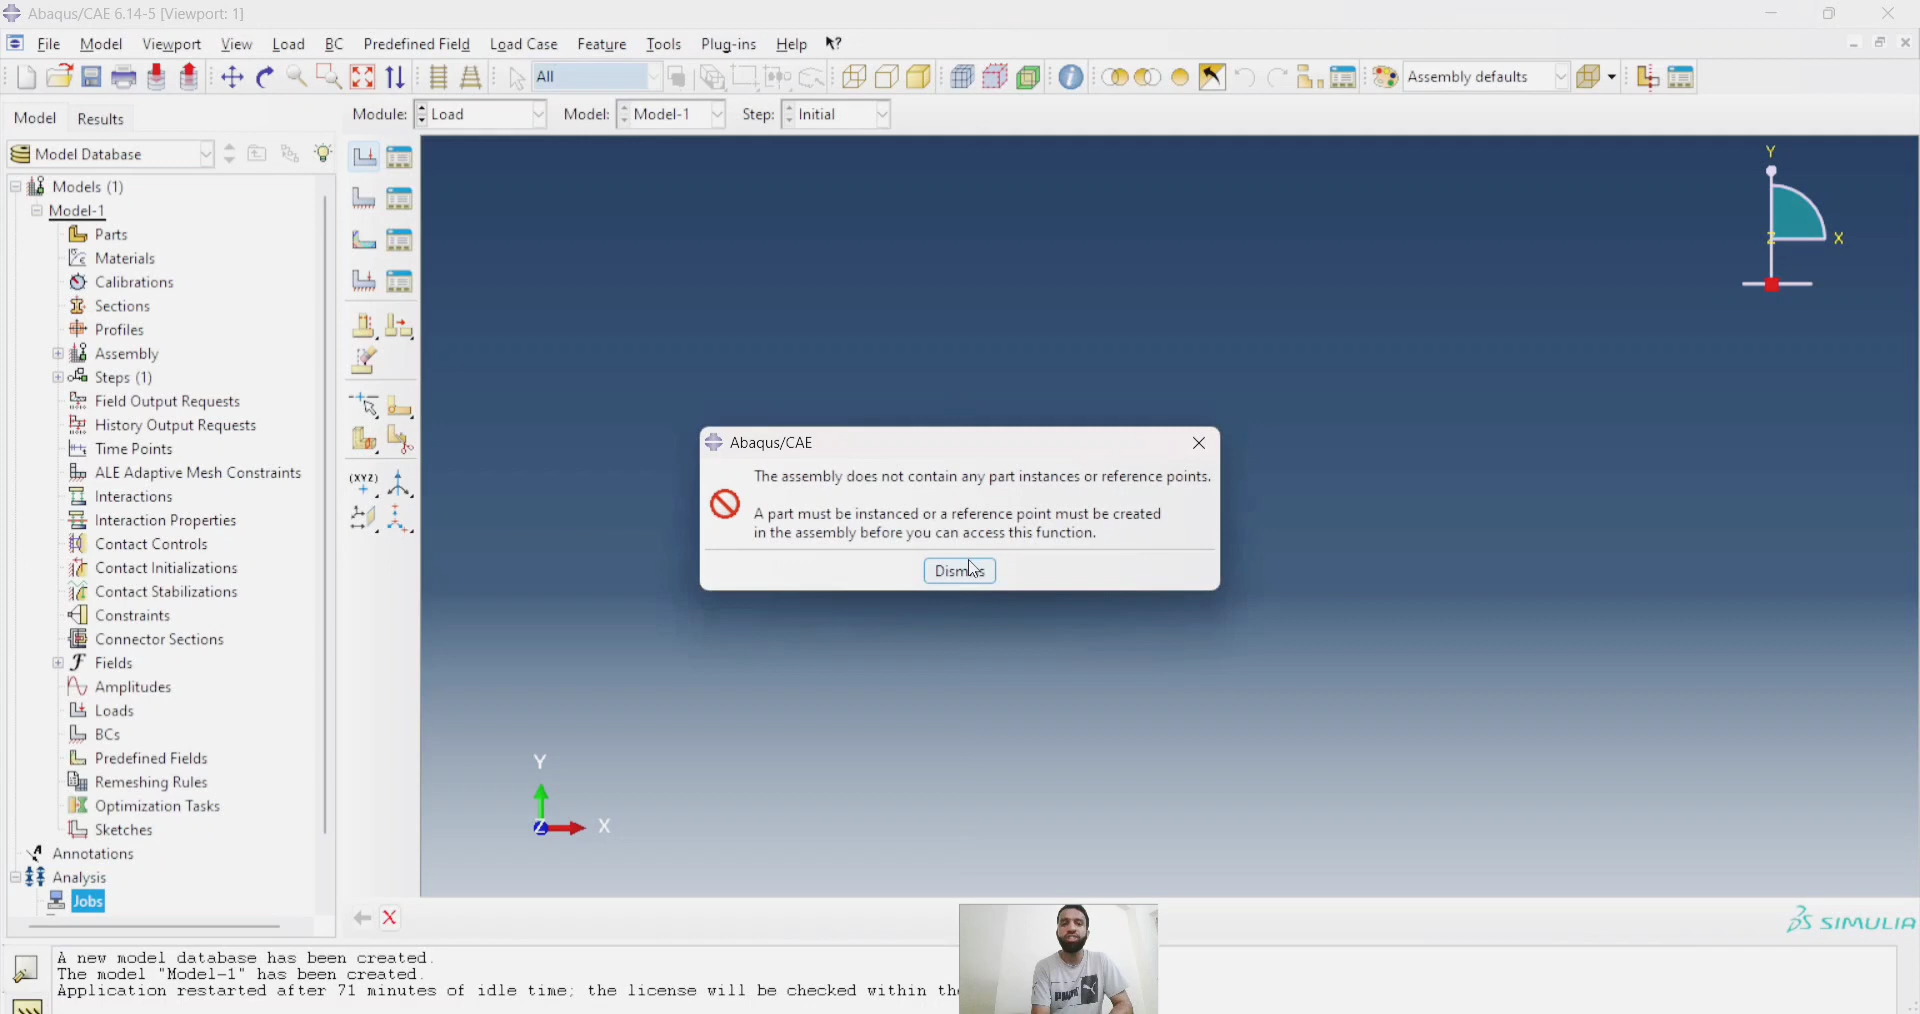 Abaqus/CAE 6.14-5 [Viewport: 1]
File Model Viewport View Load BC Predefined Field Load Case Feature Tools Plug-ins Help
All
Assembly defaults
Model Results
Module: Load Model: Model-1 Step: Initial
Model Database
Models (1)
Model-1
Parts
Materials
Calibrations
Sections
Profiles
Assembly
Steps (1)
Field Output Requests
History Output Requests
Time Points
ALE Adaptive Mesh Constraints
Interactions
Interaction Properties
Contact Controls
Contact Initializations
Contact Stabilizations
Constraints
Connector Sections
Fields
Amplitudes
Loads
BCs
Predefined Fields
Remeshing Rules
Optimization Tasks
Sketches
Annotations
Analysis
Jobs
(XYZ)
Y
Z X
Abaqus/CAE
The assembly does not contain any part instances or reference points.
A part must be instanced or a reference point must be created
in the assembly before you can access this function.
Dismiss
Y
Z X
SIMULIA
A new model database has been created.
The model "Model-1" has been created.
Application restarted after 71 minutes of idle time; the license will be checked within